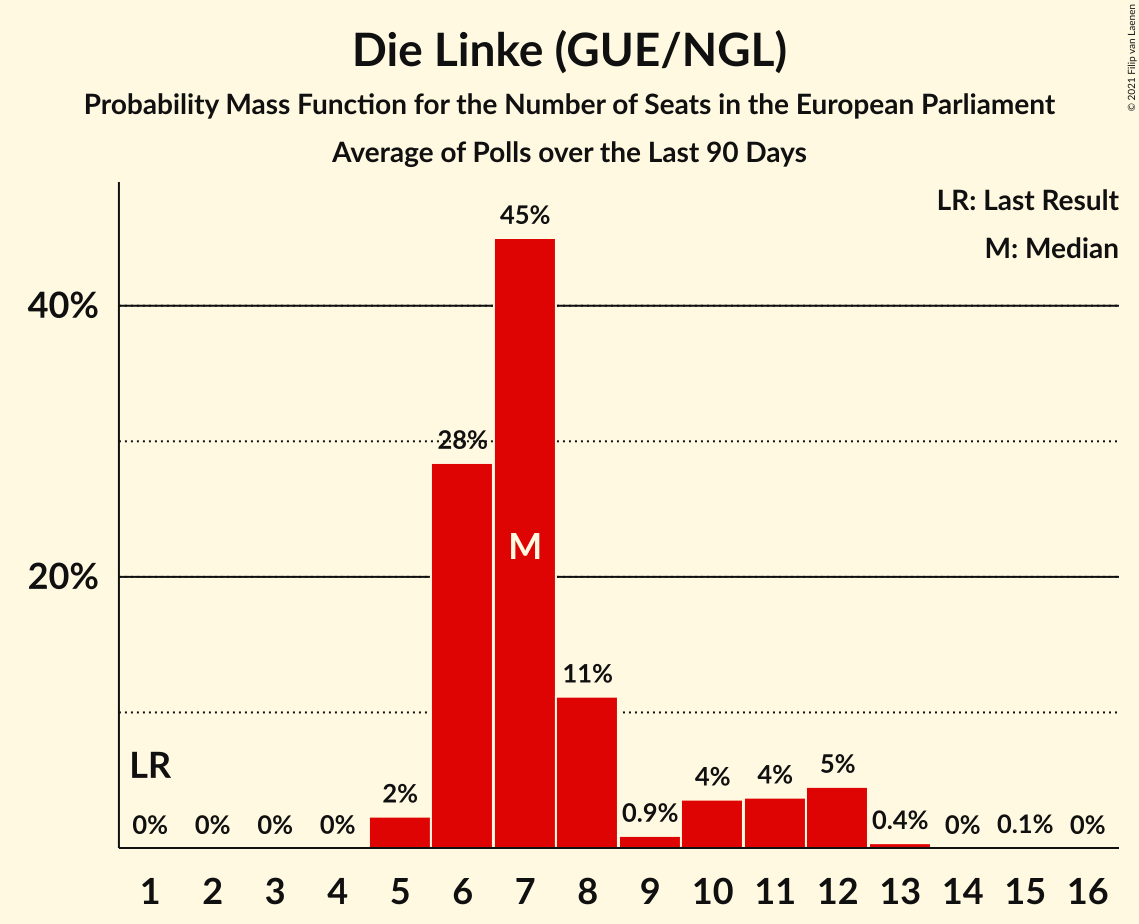 Die Linke (GUE/NGL)
Probability Mass Function for the Number of Seats in the European Parliament
Average of Polls over the Last 90 Days
© 2021 Filip van Laenen
LR: Last Result
M: Median
40%
20%
LR
0%
0%
0%
0%
2%
28%
45%
M
11%
0.9%
4%
4%
5%
0.4%
0%
0.1%
0%
1 2 3 4 5 6 7 8 9 10 11 12 13 14 15 16